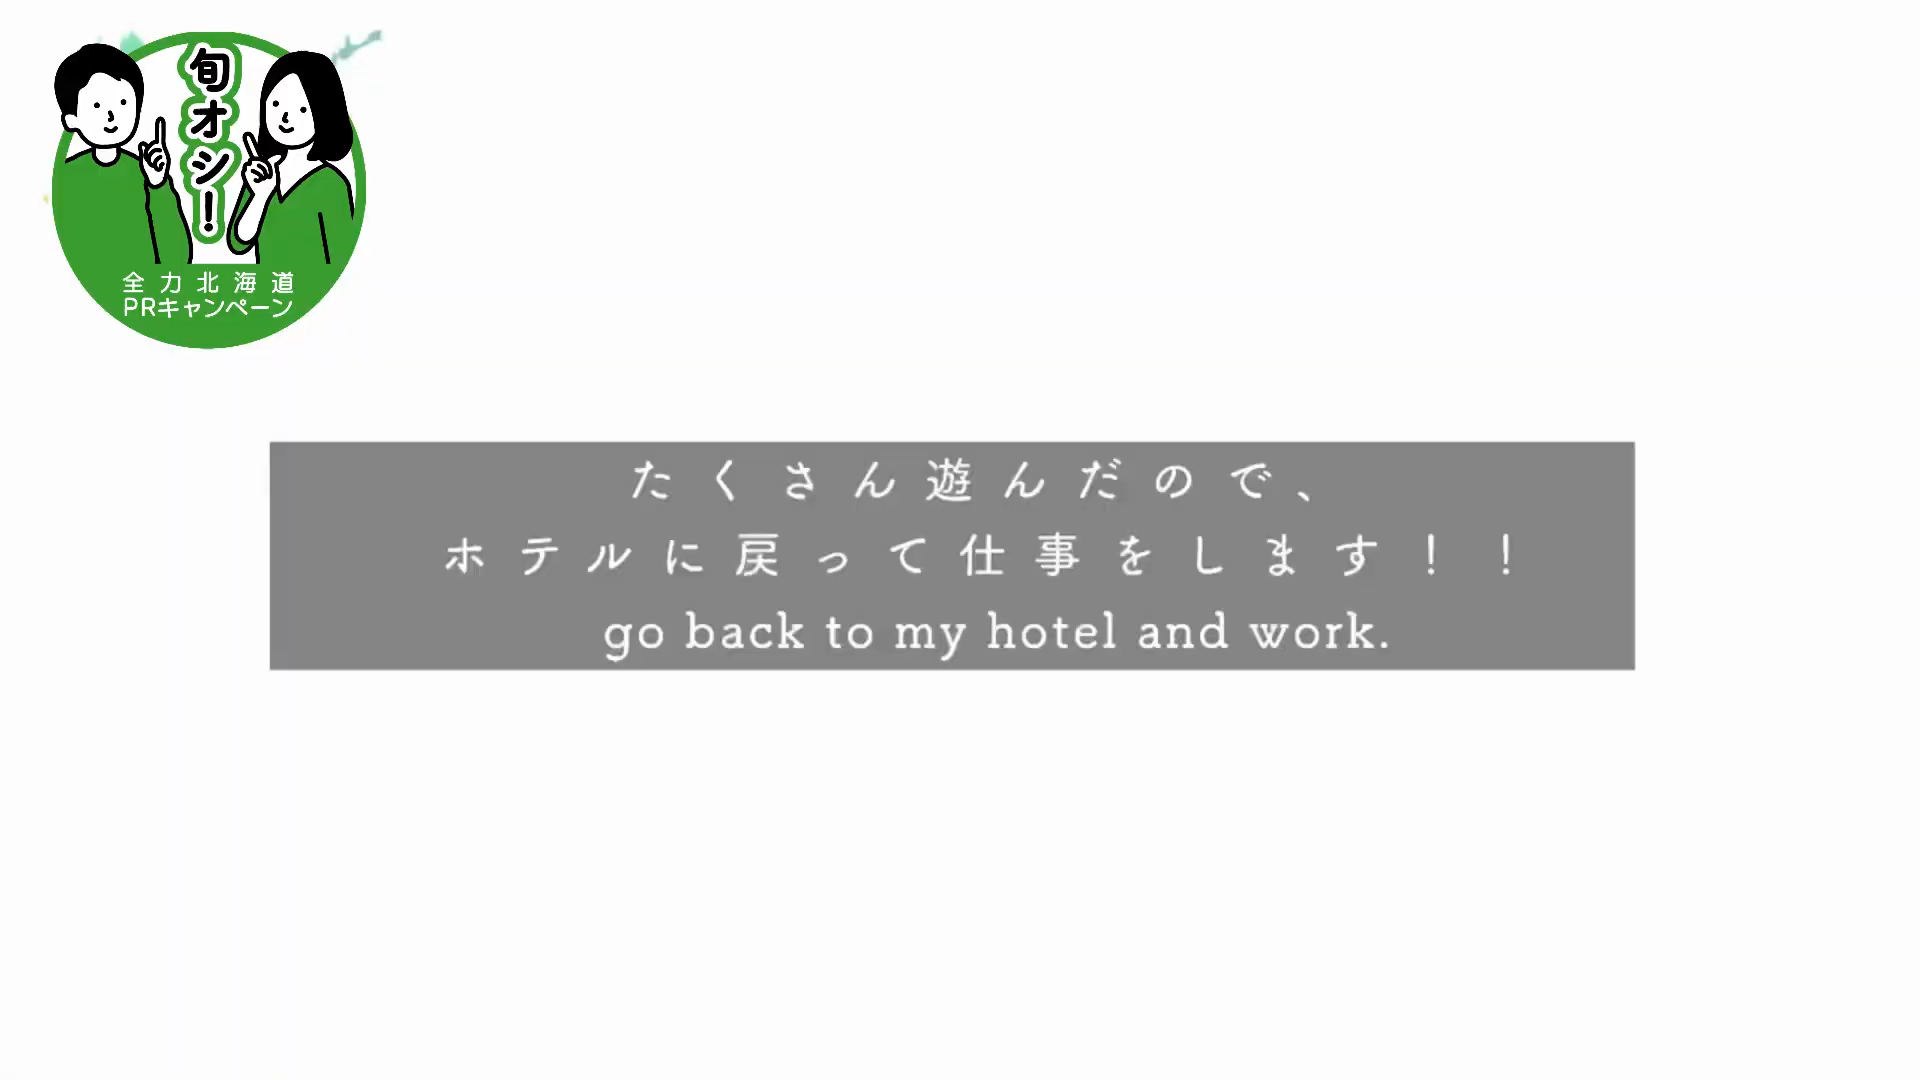 旬オシ!
全力北海道
PRキャンペーン
たくさん遊んだので、
ホテルに戻って仕事をします！！
go back to my hotel and work.